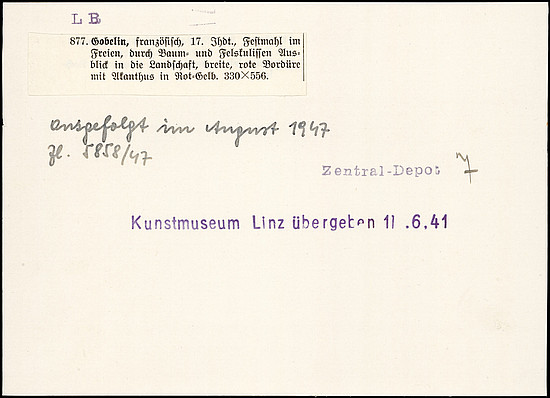 LB
877. Gobelin, französisch, 17. Jhdt., Festmahl im
Freien, durch Baum- und Felskulissen Aus-
blick in die Landschaft, breite, rote Bordüre
mit Akanthus in Rot-Gelb. 330×556.
ausgefolgt im August 1947
Zl. 5858/47
Zentral-Depot
Kunstmuseum Linz übergeben .6.41